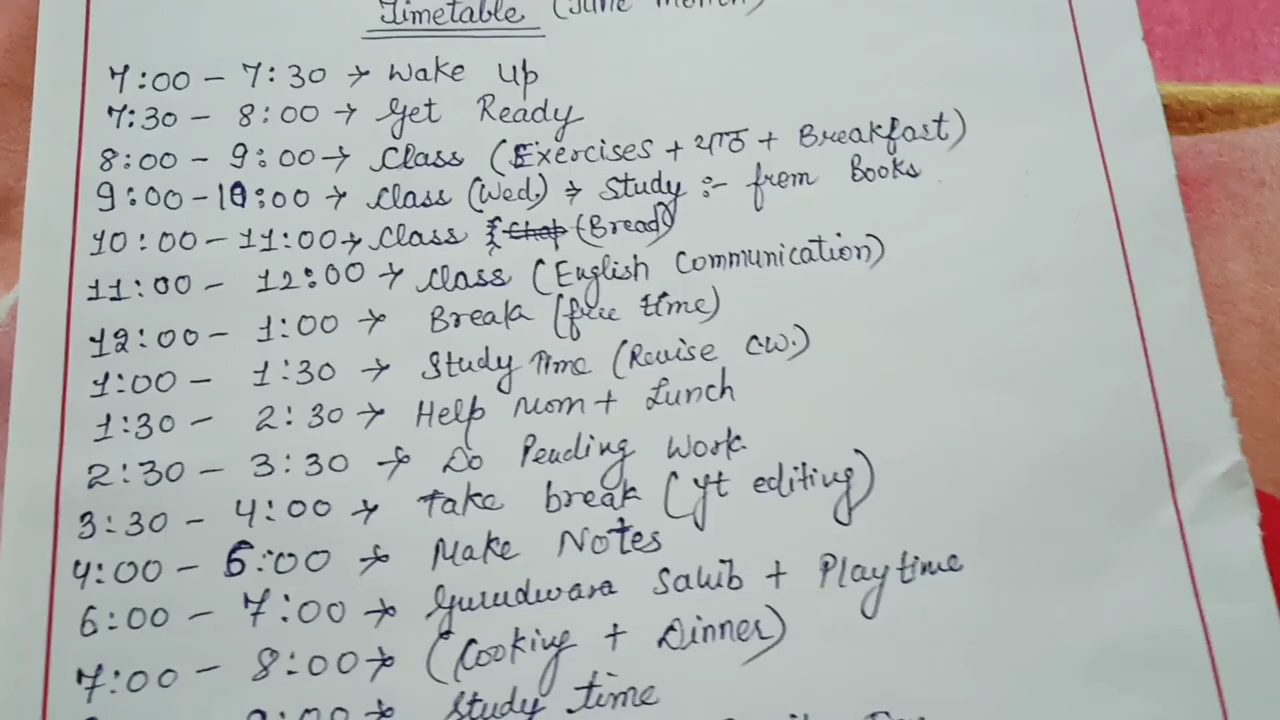 Timetable (June month)
7:00 - 7:30 → Wake up
7:30 - 8:00 → Get Ready
8:00 - 9:00 → Class (Exercises + पाठ + Breakfast)
9:00 - 10:00 → Class (Wed.) → Study :- from Books
10:00 - 11:00 → Class (Bread)
11:00 - 12:00 → Class (English Communication)
12:00 - 1:00 → Break (free time)
1:00 - 1:30 → Study Time (Revise CW.)
1:30 - 2:30 → Help Mom + Lunch
2:30 - 3:30 → Do Pending Work
3:30 - 4:00 → Take break (yt editing)
4:00 - 6:00 → Make Notes
6:00 - 7:00 → Gurudwara Sahib + Playtime
7:00 - 8:00 → (Cooking + Dinner)
9:00 → Study time